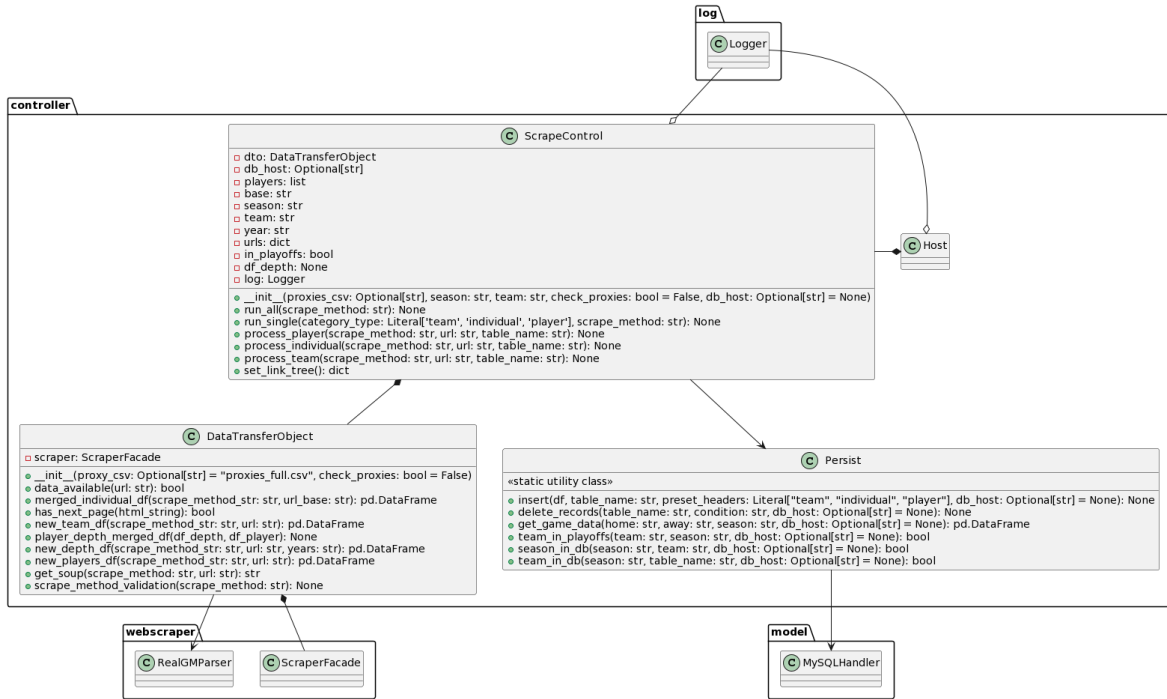 log
C Logger
controller
C ScrapeControl
dto: DataTransferObject
db_host: Optional[str]
players: list
base: str
season: str
team: str
year: str
urls: dict
in_playoffs: bool
df_depth: None
log: Logger
__init__(proxies_csv: Optional[str], season: str, team: str, check_proxies: bool = False, db_host: Optional[str] = None)
run_all(scrape_method: str): None
run_single(category_type: Literal['team', 'individual', 'player'], scrape_method: str): None
process_player(scrape_method: str, url: str, table_name: str): None
process_individual(scrape_method: str, url: str, table_name: str): None
process_team(scrape_method: str, url: str, table_name: str): None
set_link_tree(): dict
C Host
C DataTransferObject
scraper: ScraperFacade
__init__(proxy_csv: Optional[str] = "proxies_full.csv", check_proxies: bool = False)
data_available(url: str): bool
merged_individual_df(scrape_method_str: str, url_base: str): pd.DataFrame
has_next_page(html_string): bool
new_team_df(scrape_method_str: str, url: str): pd.DataFrame
player_depth_merged_df(df_depth, df_player): None
new_depth_df(scrape_method_str: str, url: str, years: str): pd.DataFrame
new_players_df(scrape_method_str: str, url: str): pd.DataFrame
get_soup(scrape_method: str, url: str): str
scrape_method_validation(scrape_method: str): None
C Persist
«static utility class»
insert(df, table_name: str, preset_headers: Literal["team", "individual", "player"], db_host: Optional[str] = None): None
delete_records(table_name: str, condition: str, db_host: Optional[str] = None): None
get_game_data(home: str, away: str, season: str, db_host: Optional[str] = None): pd.DataFrame
team_in_playoffs(team: str, season: str, db_host: Optional[str] = None): bool
season_in_db(season: str, team: str, db_host: Optional[str] = None): bool
team_in_db(season: str, table_name: str, db_host: Optional[str] = None): bool
webscraper
C RealGMParser
C ScraperFacade
model
C MySQLHandler